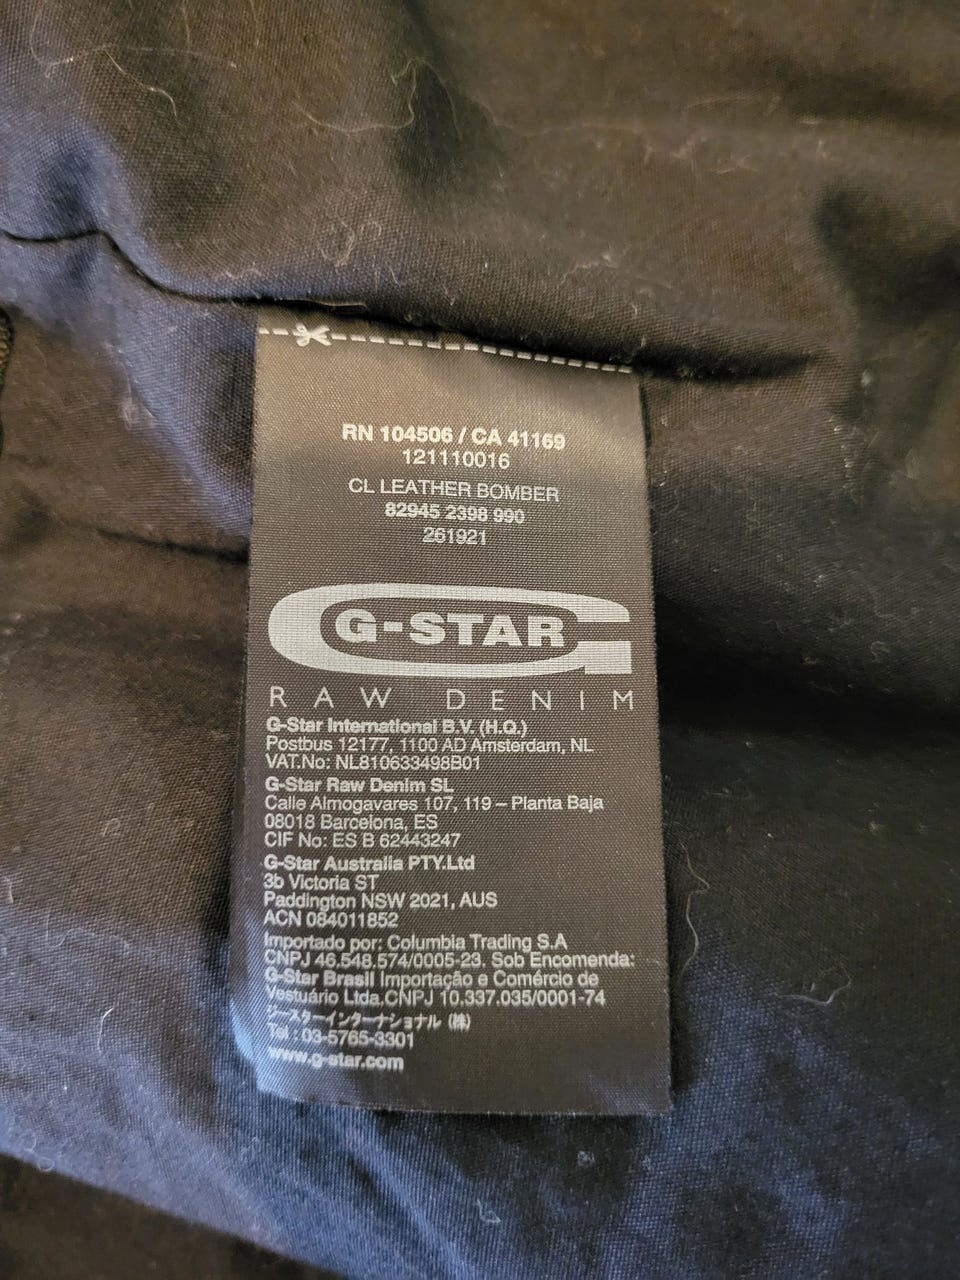 RN 104506 / CA 41169
121110016
CL LEATHER BOMBER
82945 2398 990
261921
G-STAR
RAW DENIM
G-Star International B.V. (H.Q.)
Postbus 12177, 1100 AD Amsterdam, NL
VAT.No: NL810633498B01
G-Star Raw Denim SL
Calle Almogavares 107, 119 – Planta Baja
08018 Barcelona, ES
CIF No: ES B 62443247
G-Star Australia PTY.Ltd
3b Victoria ST
Paddington NSW 2021, AUS
ACN 084011852
Importado por: Columbia Trading S.A
CNPJ 46.548.574/0005-23. Sob Encomenda:
G-Star Brasil Importação e Comércio de
Vestuário Ltda.CNPJ 10.337.035/0001-74
ジースターインターナショナル (株)
Tel : 03-5765-3301
www.g-star.com